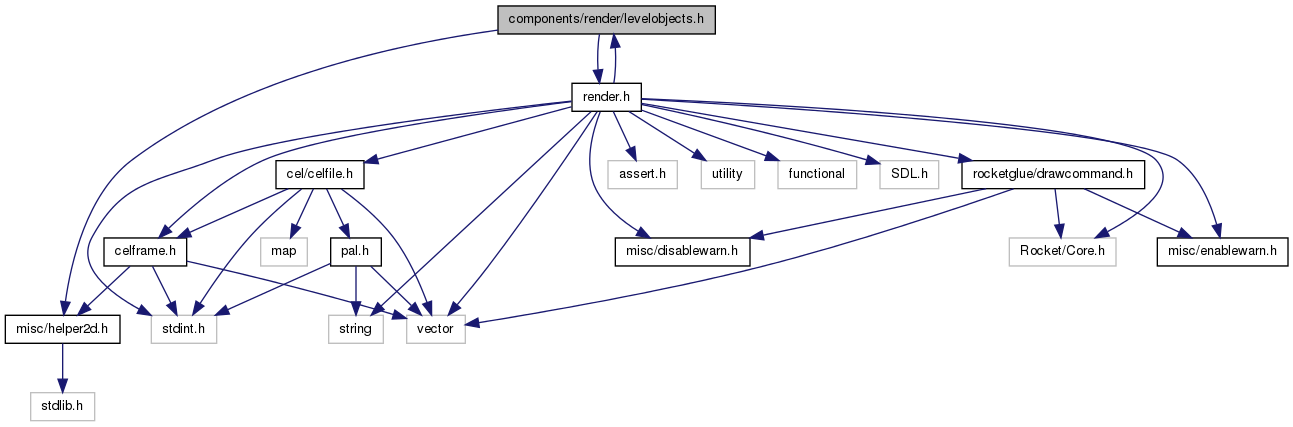 components/render/levelobjects.h
render.h
cel/celfile.h
assert.h
utility
functional
SDL.h
rocketglue/drawcommand.h
celframe.h
map
pal.h
misc/disablewarn.h
Rocket/Core.h
misc/enablewarn.h
misc/helper2d.h
stdint.h
string
vector
stdlib.h